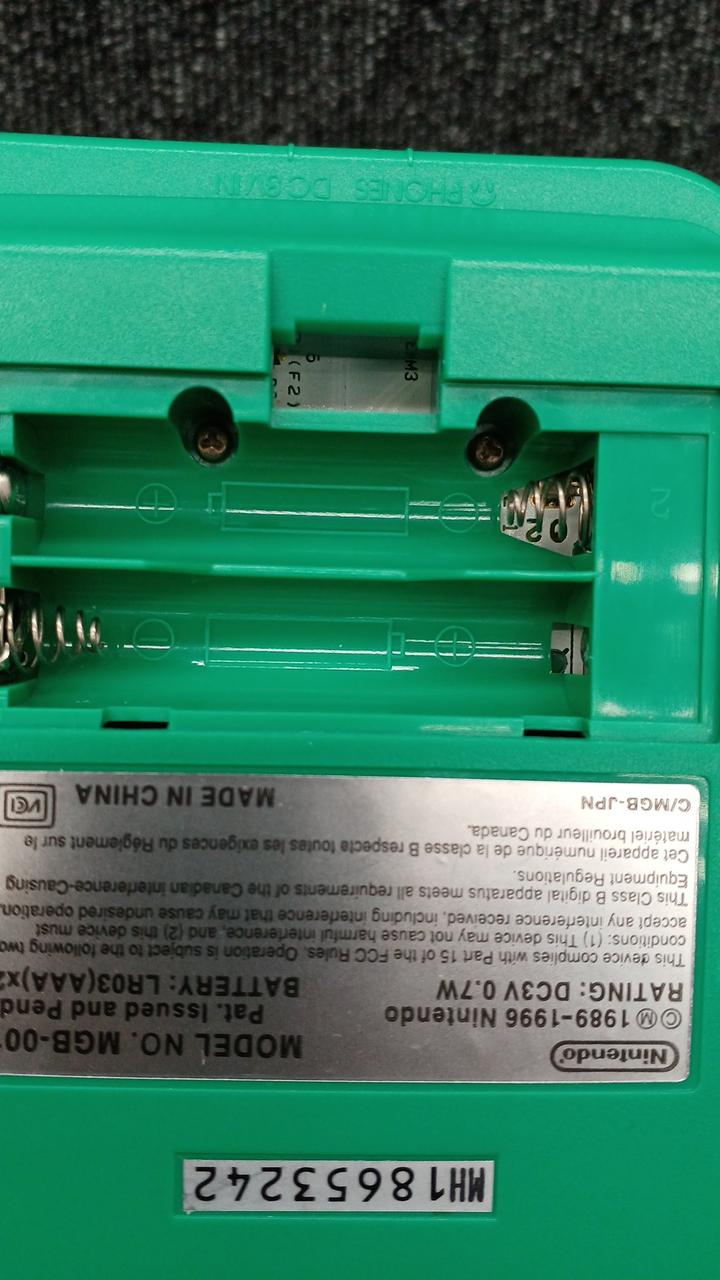 MH18653242
Nintendo® MODEL NO. MGB-001
©Ⓜ 1989-1996 Nintendo Pat. Issued and Pend
RATING: DC3V 0.7W BATTERY: LR03(AAA)x2
This device complies with Part 15 of the FCC Rules. Operation is subject to the following two
conditions: (1) This device may not cause harmful interference, and (2) this device must
accept any interference received, including interference that may cause undesired operation.
This Class B digital apparatus meets all requirements of the Canadian Interference-Causing
Equipment Regulations.
Cet appareil numérique de la classe B respecte toutes les exigences du Réglement sur le
matériel brouilleur du Canada.
C/MGB-JPN MADE IN CHINA VCI
2
(F2)
PHONES DC3V IN